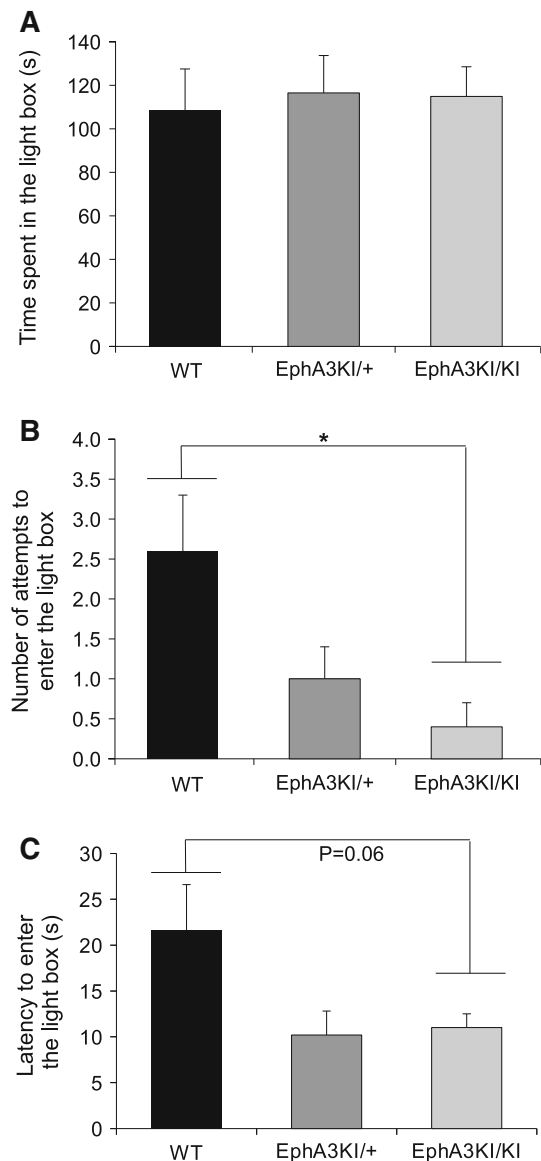 A
Time spent in the light box (s)
140
120
100
80
60
40
20
0
WT
EphA3KI/+
EphA3KI/KI
B
Number of attempts to
enter the light box
4.0
3.5
3.0
2.5
2.0
1.5
1.0
0.5
0.0
*
WT
EphA3KI/+
EphA3KI/KI
C
Latency to enter
the light box (s)
30
25
20
15
10
5
0
P=0.06
WT
EphA3KI/+
EphA3KI/KI